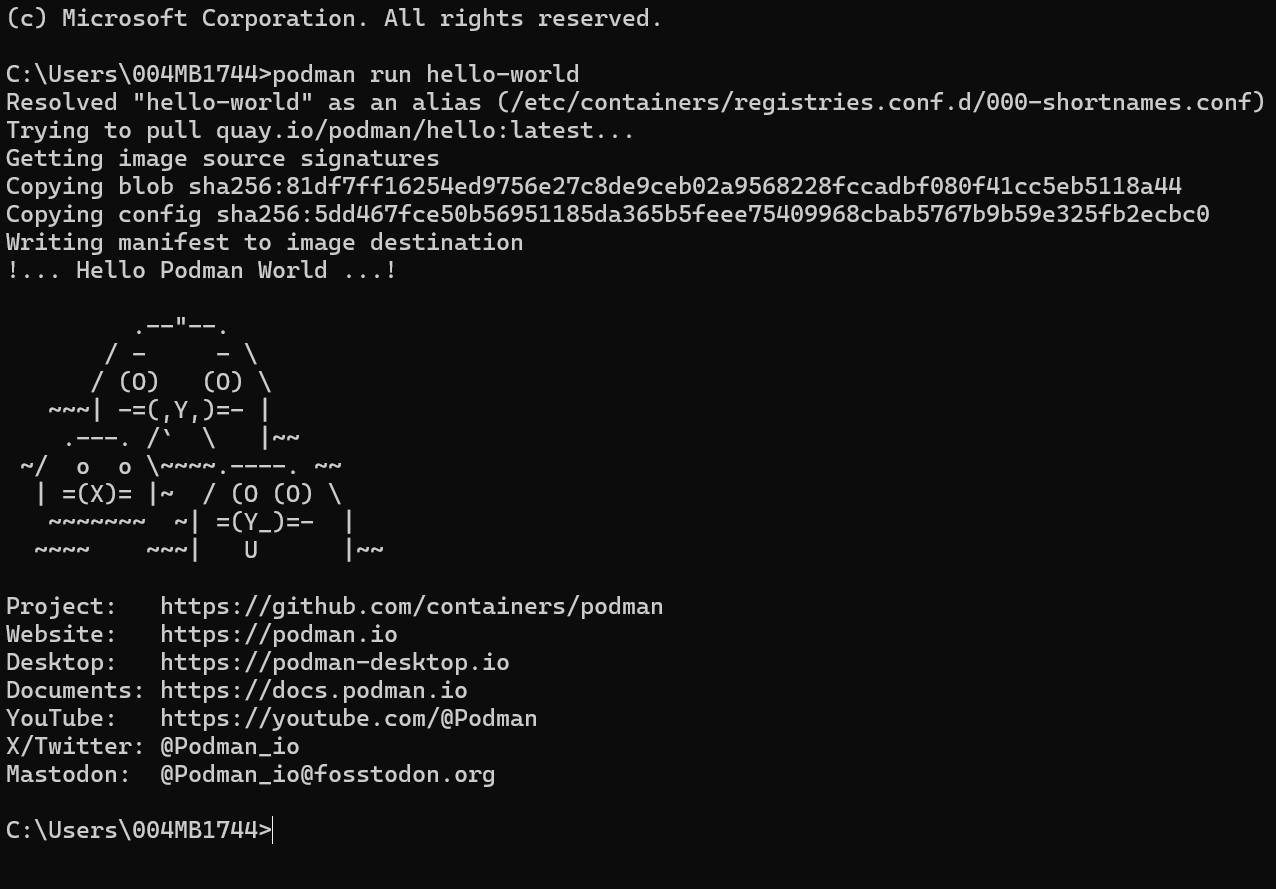 (c) Microsoft Corporation. All rights reserved.

C:\Users\004MB1744>podman run hello-world
Resolved "hello-world" as an alias (/etc/containers/registries.conf.d/000-shortnames.conf)
Trying to pull quay.io/podman/hello:latest...
Getting image source signatures
Copying blob sha256:81df7ff16254ed9756e27c8de9ceb02a9568228fccadbf080f41cc5eb5118a44
Copying config sha256:5dd467fce50b56951185da365b5feee75409968cbab5767b9b59e325fb2ecbc0
Writing manifest to image destination
!... Hello Podman World ...!

         .--"--.
       / -     - \
      / (O)   (O) \
   ~~~| -=(,Y,)=- |
    .---. /`  \   |~~
 ~/  o  o \~~~~.----. ~~
  | =(X)= |~  / (O (O) \
   ~~~~~~~  ~| =(Y_)=-  |
  ~~~~    ~~~|   U      |~~

Project:   https://github.com/containers/podman
Website:   https://podman.io
Desktop:   https://podman-desktop.io
Documents: https://docs.podman.io
YouTube:   https://youtube.com/@Podman
X/Twitter: @Podman_io
Mastodon:  @Podman_io@fosstodon.org

C:\Users\004MB1744>